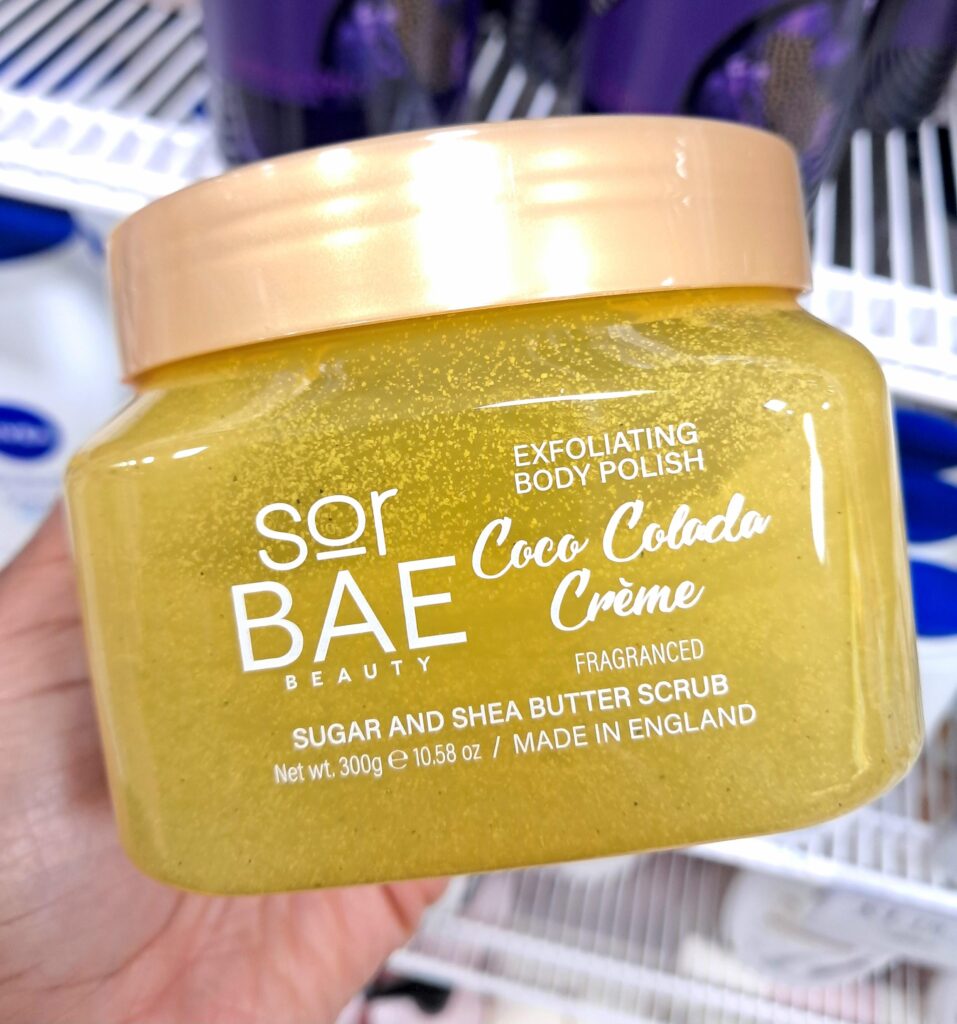 sor
BAE
BEAUTY
EXFOLIATING
BODY POLISH
Coco Colada
Crème
FRAGRANCED
SUGAR AND SHEA BUTTER SCRUB
Net wt. 300g ℮ 10.58 oz / MADE IN ENGLAND